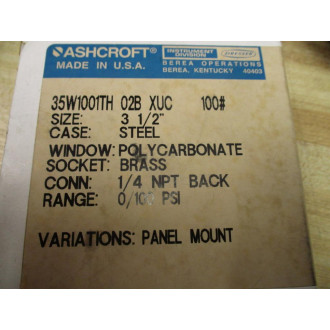 ASHCROFT
MADE IN U.S.A.
INSTRUMENT
DIVISION
BEREA OPERATIONS
BEREA, KENTUCKY 40403
35W1001TH 02B XUC 100#
SIZE: 3 1/2"
CASE: STEEL
WINDOW: POLYCARBONATE
SOCKET: BRASS
CONN: 1/4 NPT BACK
RANGE: 0/100 PSI
VARIATIONS: PANEL MOUNT